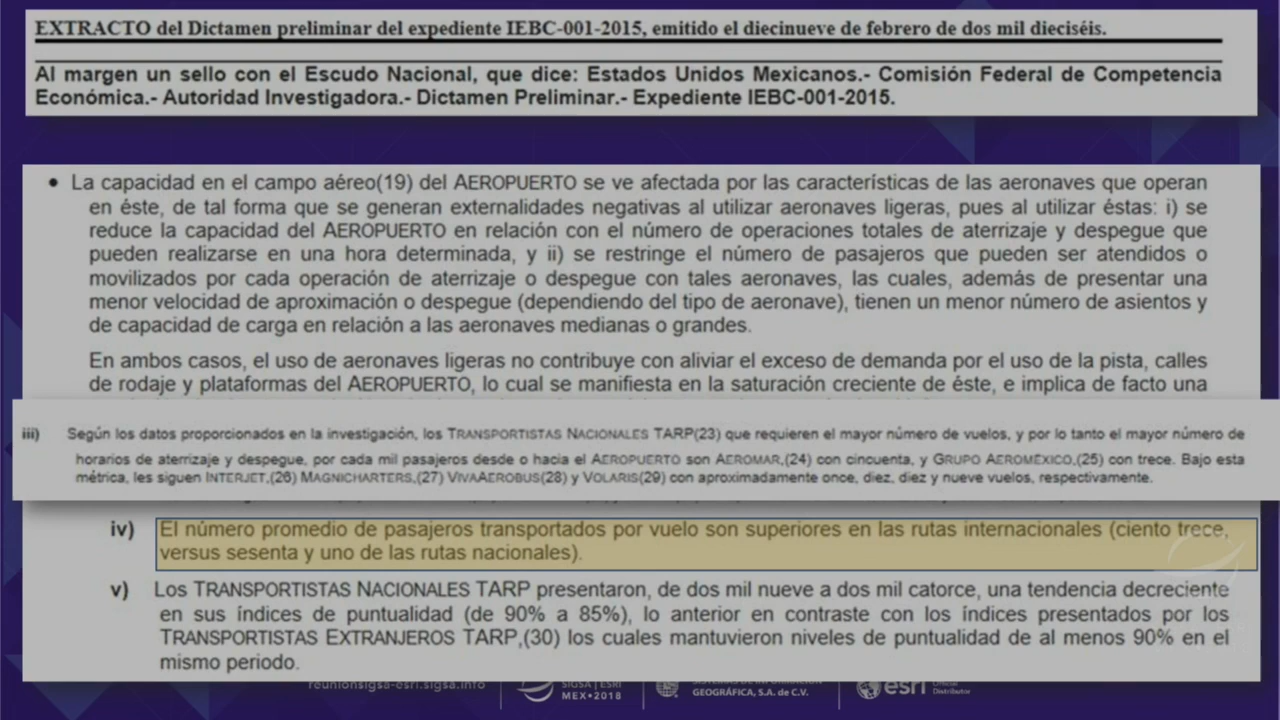 EXTRACTO del Dictamen preliminar del expediente IEBC-001-2015, emitido el diecinueve de febrero de dos mil dieciséis.
Al margen un sello con el Escudo Nacional, que dice: Estados Unidos Mexicanos.- Comisión Federal de Competencia
Económica.- Autoridad Investigadora.- Dictamen Preliminar.- Expediente IEBC-001-2015.
• La capacidad en el campo aéreo(19) del AEROPUERTO se ve afectada por las características de las aeronaves que operan
en éste, de tal forma que se generan externalidades negativas al utilizar aeronaves ligeras, pues al utilizar éstas: i) se
reduce la capacidad del AEROPUERTO en relación con el número de operaciones totales de aterrizaje y despegue que
pueden realizarse en una hora determinada, y ii) se restringe el número de pasajeros que pueden ser atendidos o
movilizados por cada operación de aterrizaje o despegue con tales aeronaves, las cuales, además de presentar una
menor velocidad de aproximación o despegue (dependiendo del tipo de aeronave), tienen un menor número de asientos y
de capacidad de carga en relación a las aeronaves medianas o grandes.
En ambos casos, el uso de aeronaves ligeras no contribuye con aliviar el exceso de demanda por el uso de la pista, calles
de rodaje y plataformas del AEROPUERTO, lo cual se manifiesta en la saturación creciente de éste, e implica de facto una
iii) Según los datos proporcionados en la investigación, los TRANSPORTISTAS NACIONALES TARP(23) que requieren el mayor número de vuelos, y por lo tanto el mayor número de
horarios de aterrizaje y despegue, por cada mil pasajeros desde o hacia el AEROPUERTO son AEROMAR,(24) con cincuenta, y GRUPO AEROMÉXICO,(25) con trece. Bajo esta
métrica, les siguen INTERJET,(26) MAGNICHARTERS,(27) VIVAAEROBUS(28) y VOLARIS(29) con aproximadamente once, diez, diez y nueve vuelos, respectivamente.
iv) El número promedio de pasajeros transportados por vuelo son superiores en las rutas internacionales (ciento trece,
versus sesenta y uno de las rutas nacionales).
v) Los TRANSPORTISTAS NACIONALES TARP presentaron, de dos mil nueve a dos mil catorce, una tendencia decreciente
en sus índices de puntualidad (de 90% a 85%), lo anterior en contraste con los índices presentados por los
TRANSPORTISTAS EXTRANJEROS TARP,(30) los cuales mantuvieron niveles de puntualidad de al menos 90% en el
mismo periodo.
reunionsigsa-esri.sigsa.info
SIGSA | ESRI
MEX•2018
SISTEMAS DE INFORMACIÓN
GEOGRÁFICA, S.A. de C.V.
esri Official
Distributor